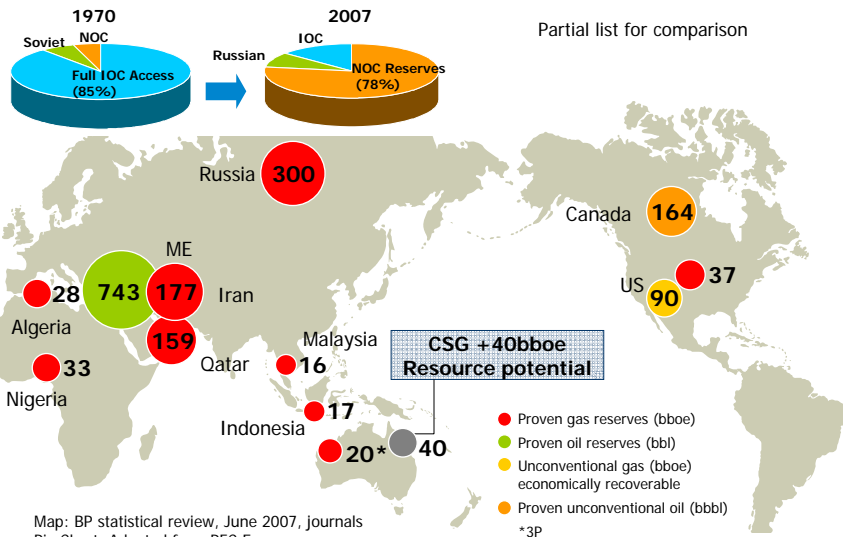 1970
2007
Partial list for comparison
Soviet
NOC
Full IOC Access
(85%)
Russian
IOC
NOC Reserves
(78%)
Russia
300
Canada
164
ME
743
177
Iran
US
37
90
28
Algeria
159
Qatar
Malaysia
16
CSG +40bboe
Resource potential
33
Nigeria
17
Indonesia
20*
40
Proven gas reserves (bboe)
Proven oil reserves (bbl)
Unconventional gas (bboe)
economically recoverable
Proven unconventional oil (bbbl)
*3P
Map: BP statistical review, June 2007, journals